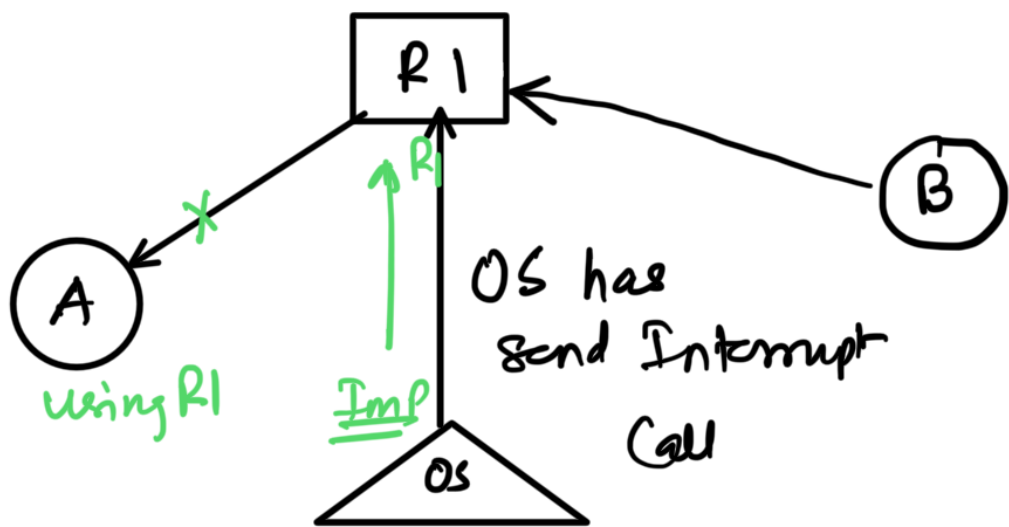 R1
R1
B
A
OS has
send Interrupt
Call
using R1
Imp
OS